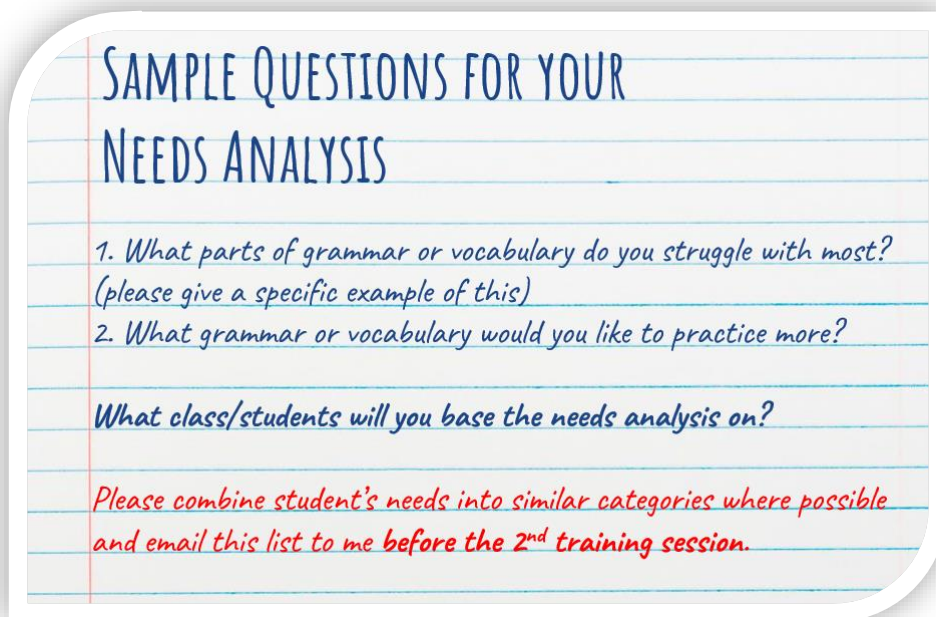 SAMPLE QUESTIONS FOR YOUR
NEEDS ANALYSIS
1. What parts of grammar or vocabulary do you struggle with most?
(please give a specific example of this)
2. What grammar or vocabulary would you like to practice more?
What class/students will you base the needs analysis on?
Please combine student's needs into similar categories where possible
and email this list to me before the 2nd training session.